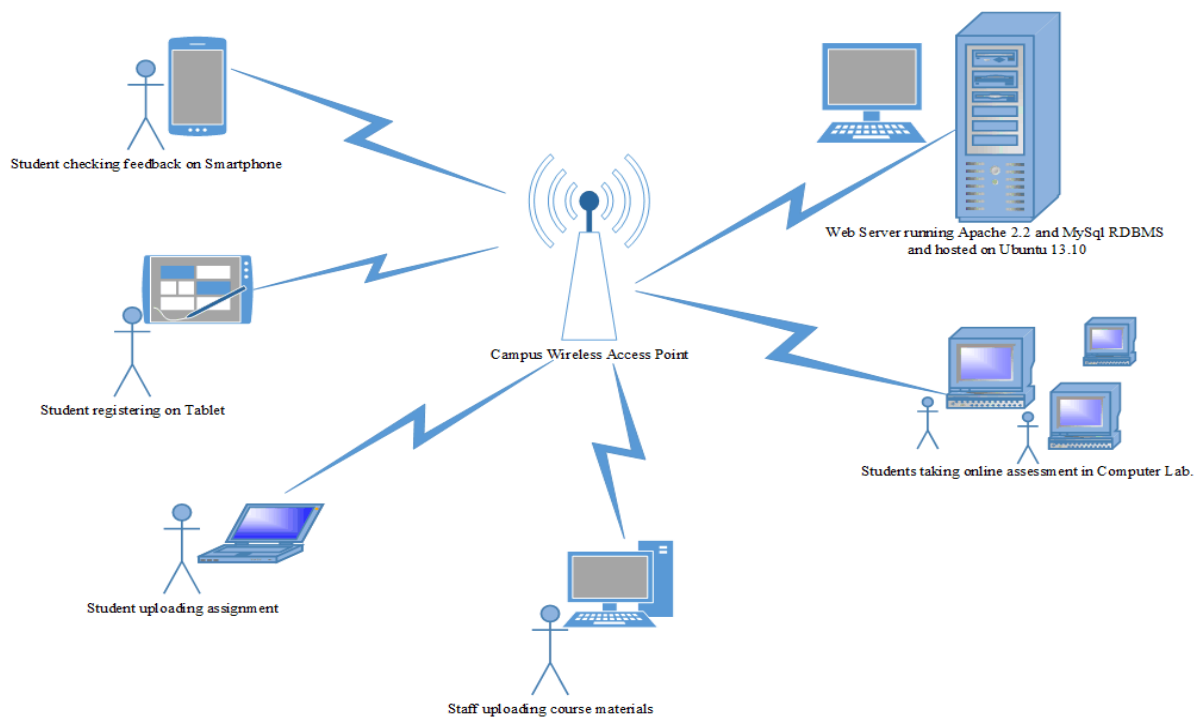 Student checking feedback on Smartphone
Web Server running Apache 2.2 and MySql RDBMS
and hosted on Ubuntu 13.10
Campus Wireless Access Point
Student registering on Tablet
Students taking online assessment in Computer Lab.
Student uploading assignment
Staff uploading course materials